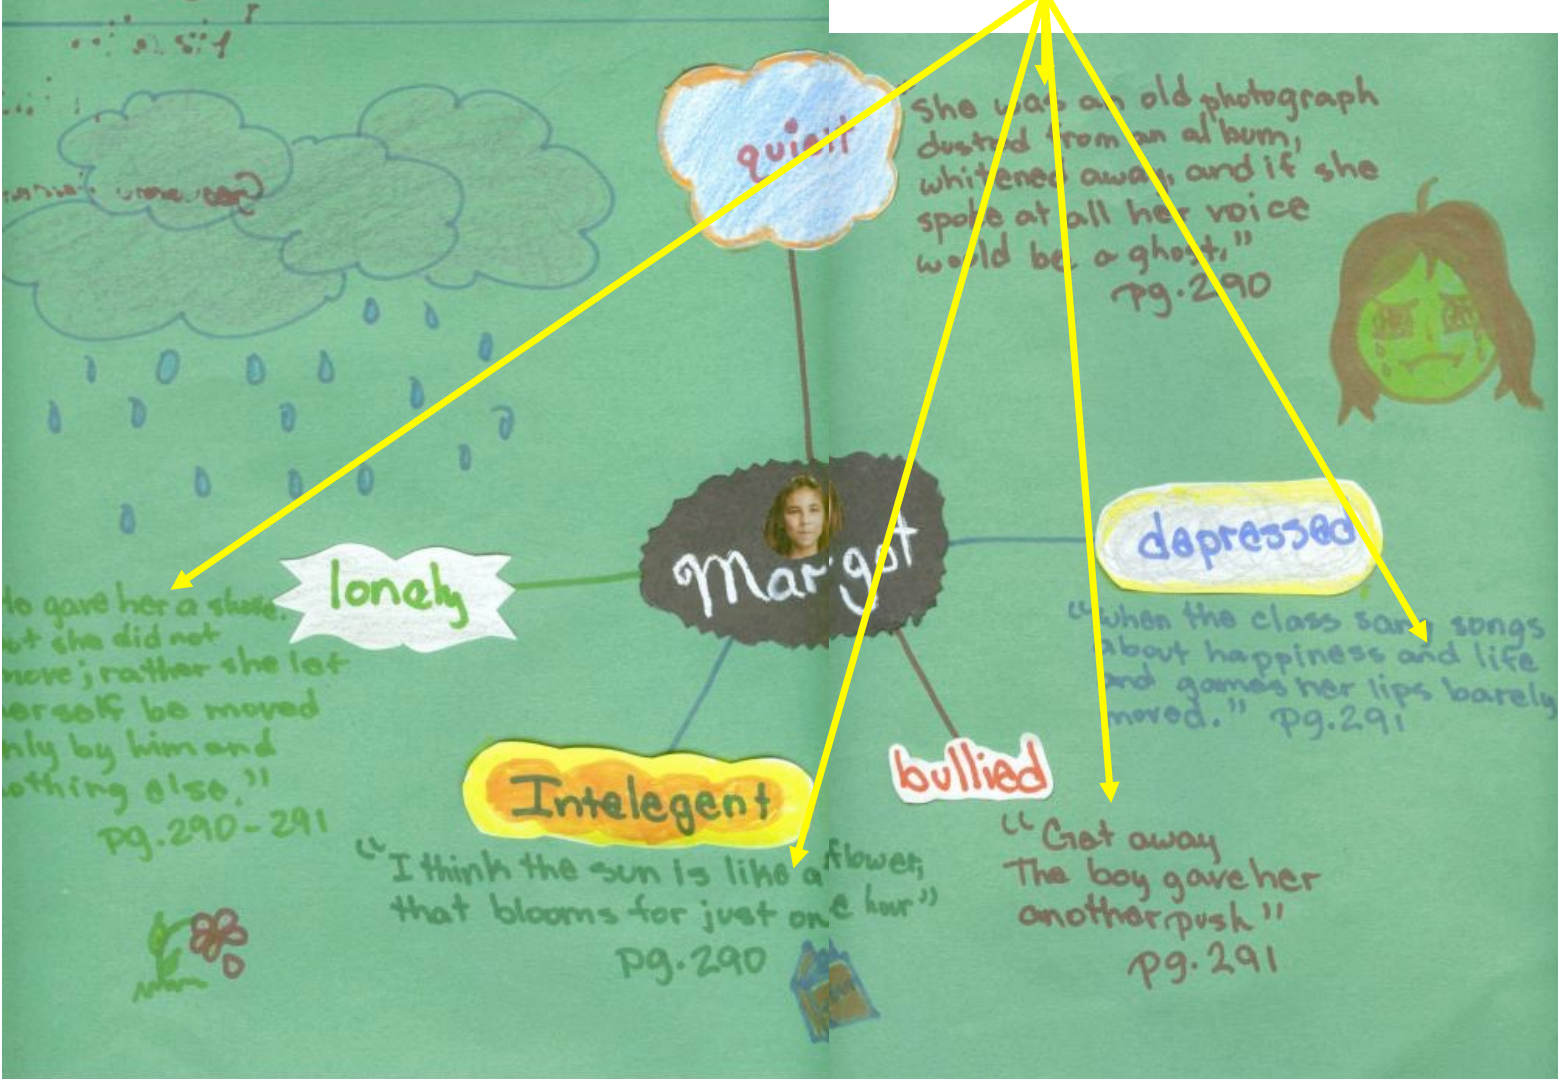 quiet
"She was an old photograph
dusted from an album,
whitened away, and if she
spoke at all her voice
would be a ghost."
pg.290
Margot
depressed
"When the class sang songs
about happiness and life
and games her lips barely
moved." pg.291
lonely
gave her a shove.
she did not
move; rather she let
erself be moved
nly by him and
othing else."
pg.290-291
Intelegent
"I think the sun is like a flower,
that blooms for just one hour"
pg.290
bullied
"Get away
The boy gave her
another push"
pg.291